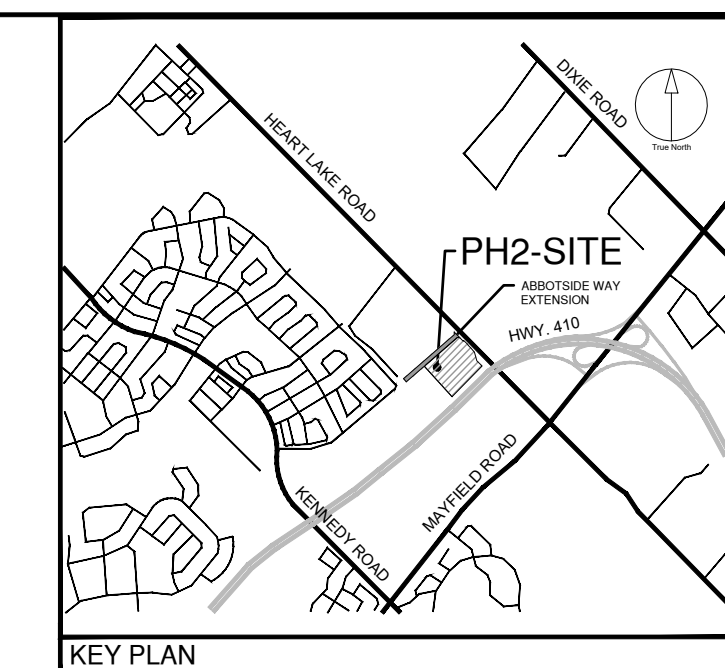 DIXIE ROAD
HEART LAKE ROAD
True North
PH2-SITE
ABBOTSIDE WAY
EXTENSION
HWY. 410
MAYFIELD ROAD
KENNEDY ROAD
KEY PLAN